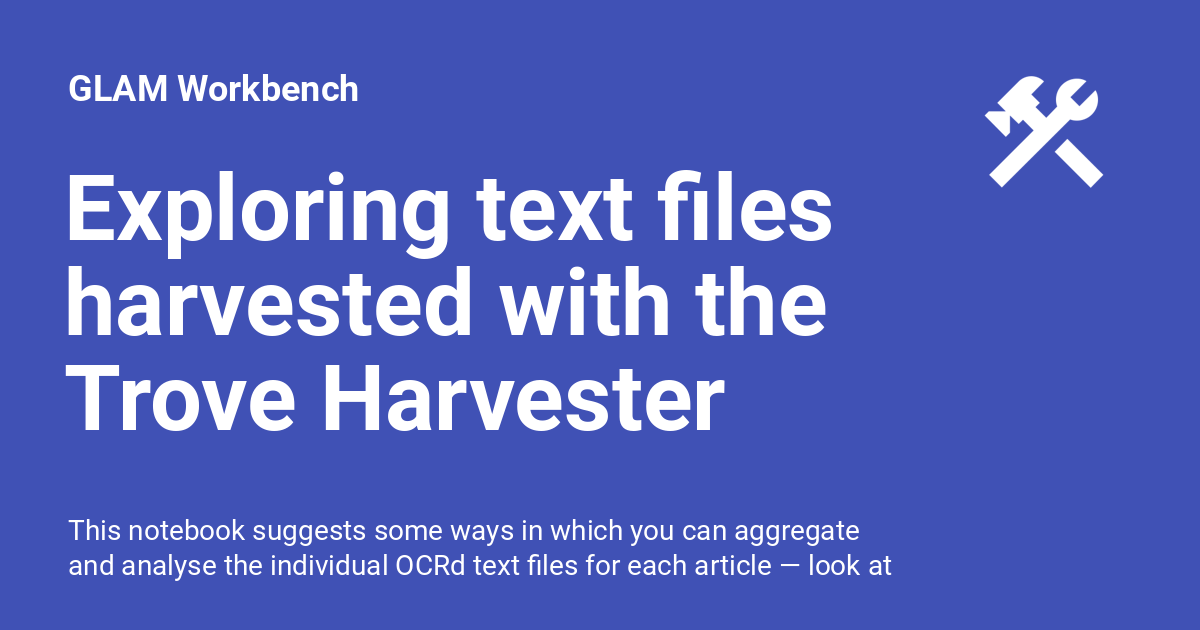 GLAM Workbench
Exploring text files
harvested with the
Trove Harvester
This notebook suggests some ways in which you can aggregate
and analyse the individual OCRd text files for each article — look at